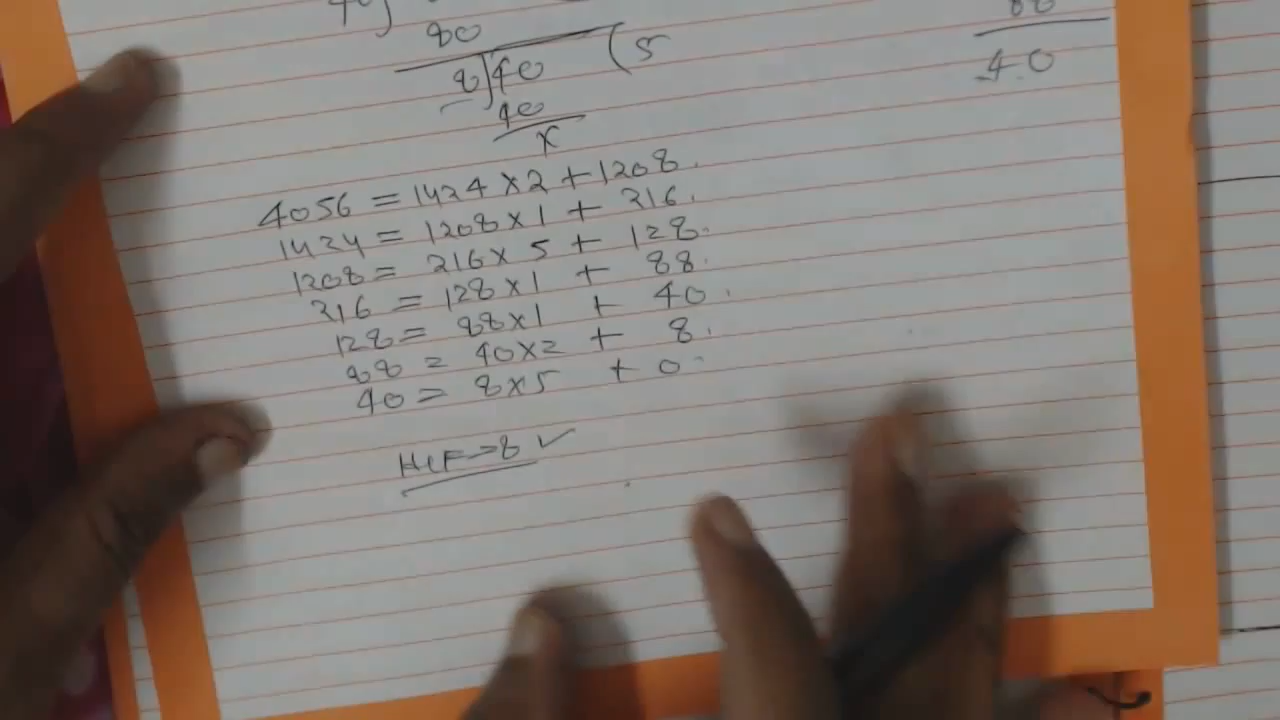 80
8)40(5
40
x
40
4056 = 1424 x 2 + 1208.
1424 = 1208 x 1 + 216.
1208 = 216 x 5 + 128.
216 = 128 x 1 + 88.
128 = 88 x 1 + 40.
88 = 40 x 2 + 8.
40 = 8 x 5 + 0
HCF → 8 ✓